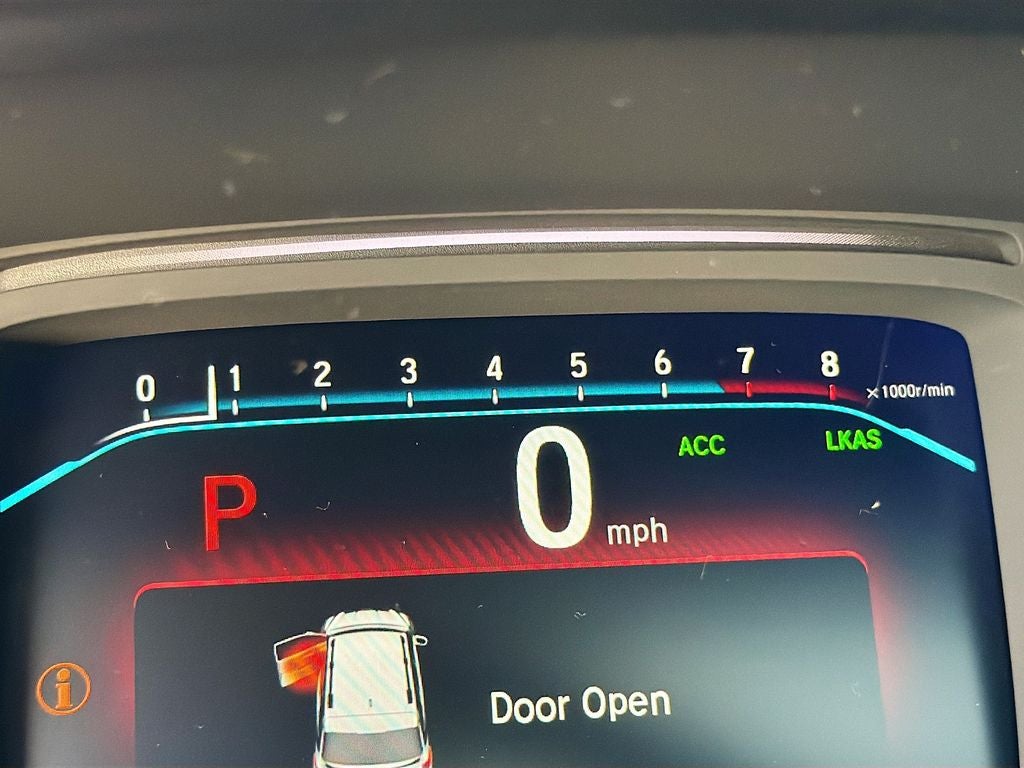 0 1 2 3 4 5 6 7 8 ×1000r/min
P 0 mph ACC LKAS
i Door Open